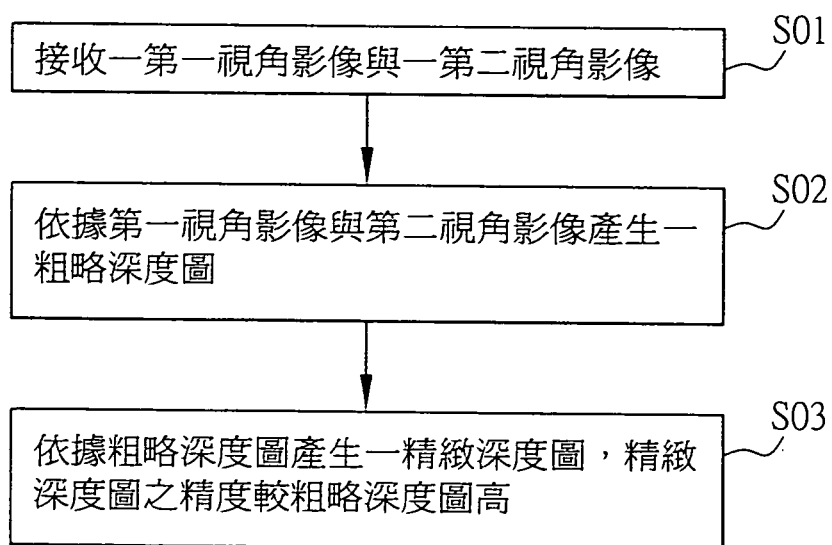 S01
接收一第一視角影像與一第二視角影像
S02
依據第一視角影像與第二視角影像產生一
粗略深度圖
S03
依據粗略深度圖產生一精緻深度圖，精緻
深度圖之精度較粗略深度圖高